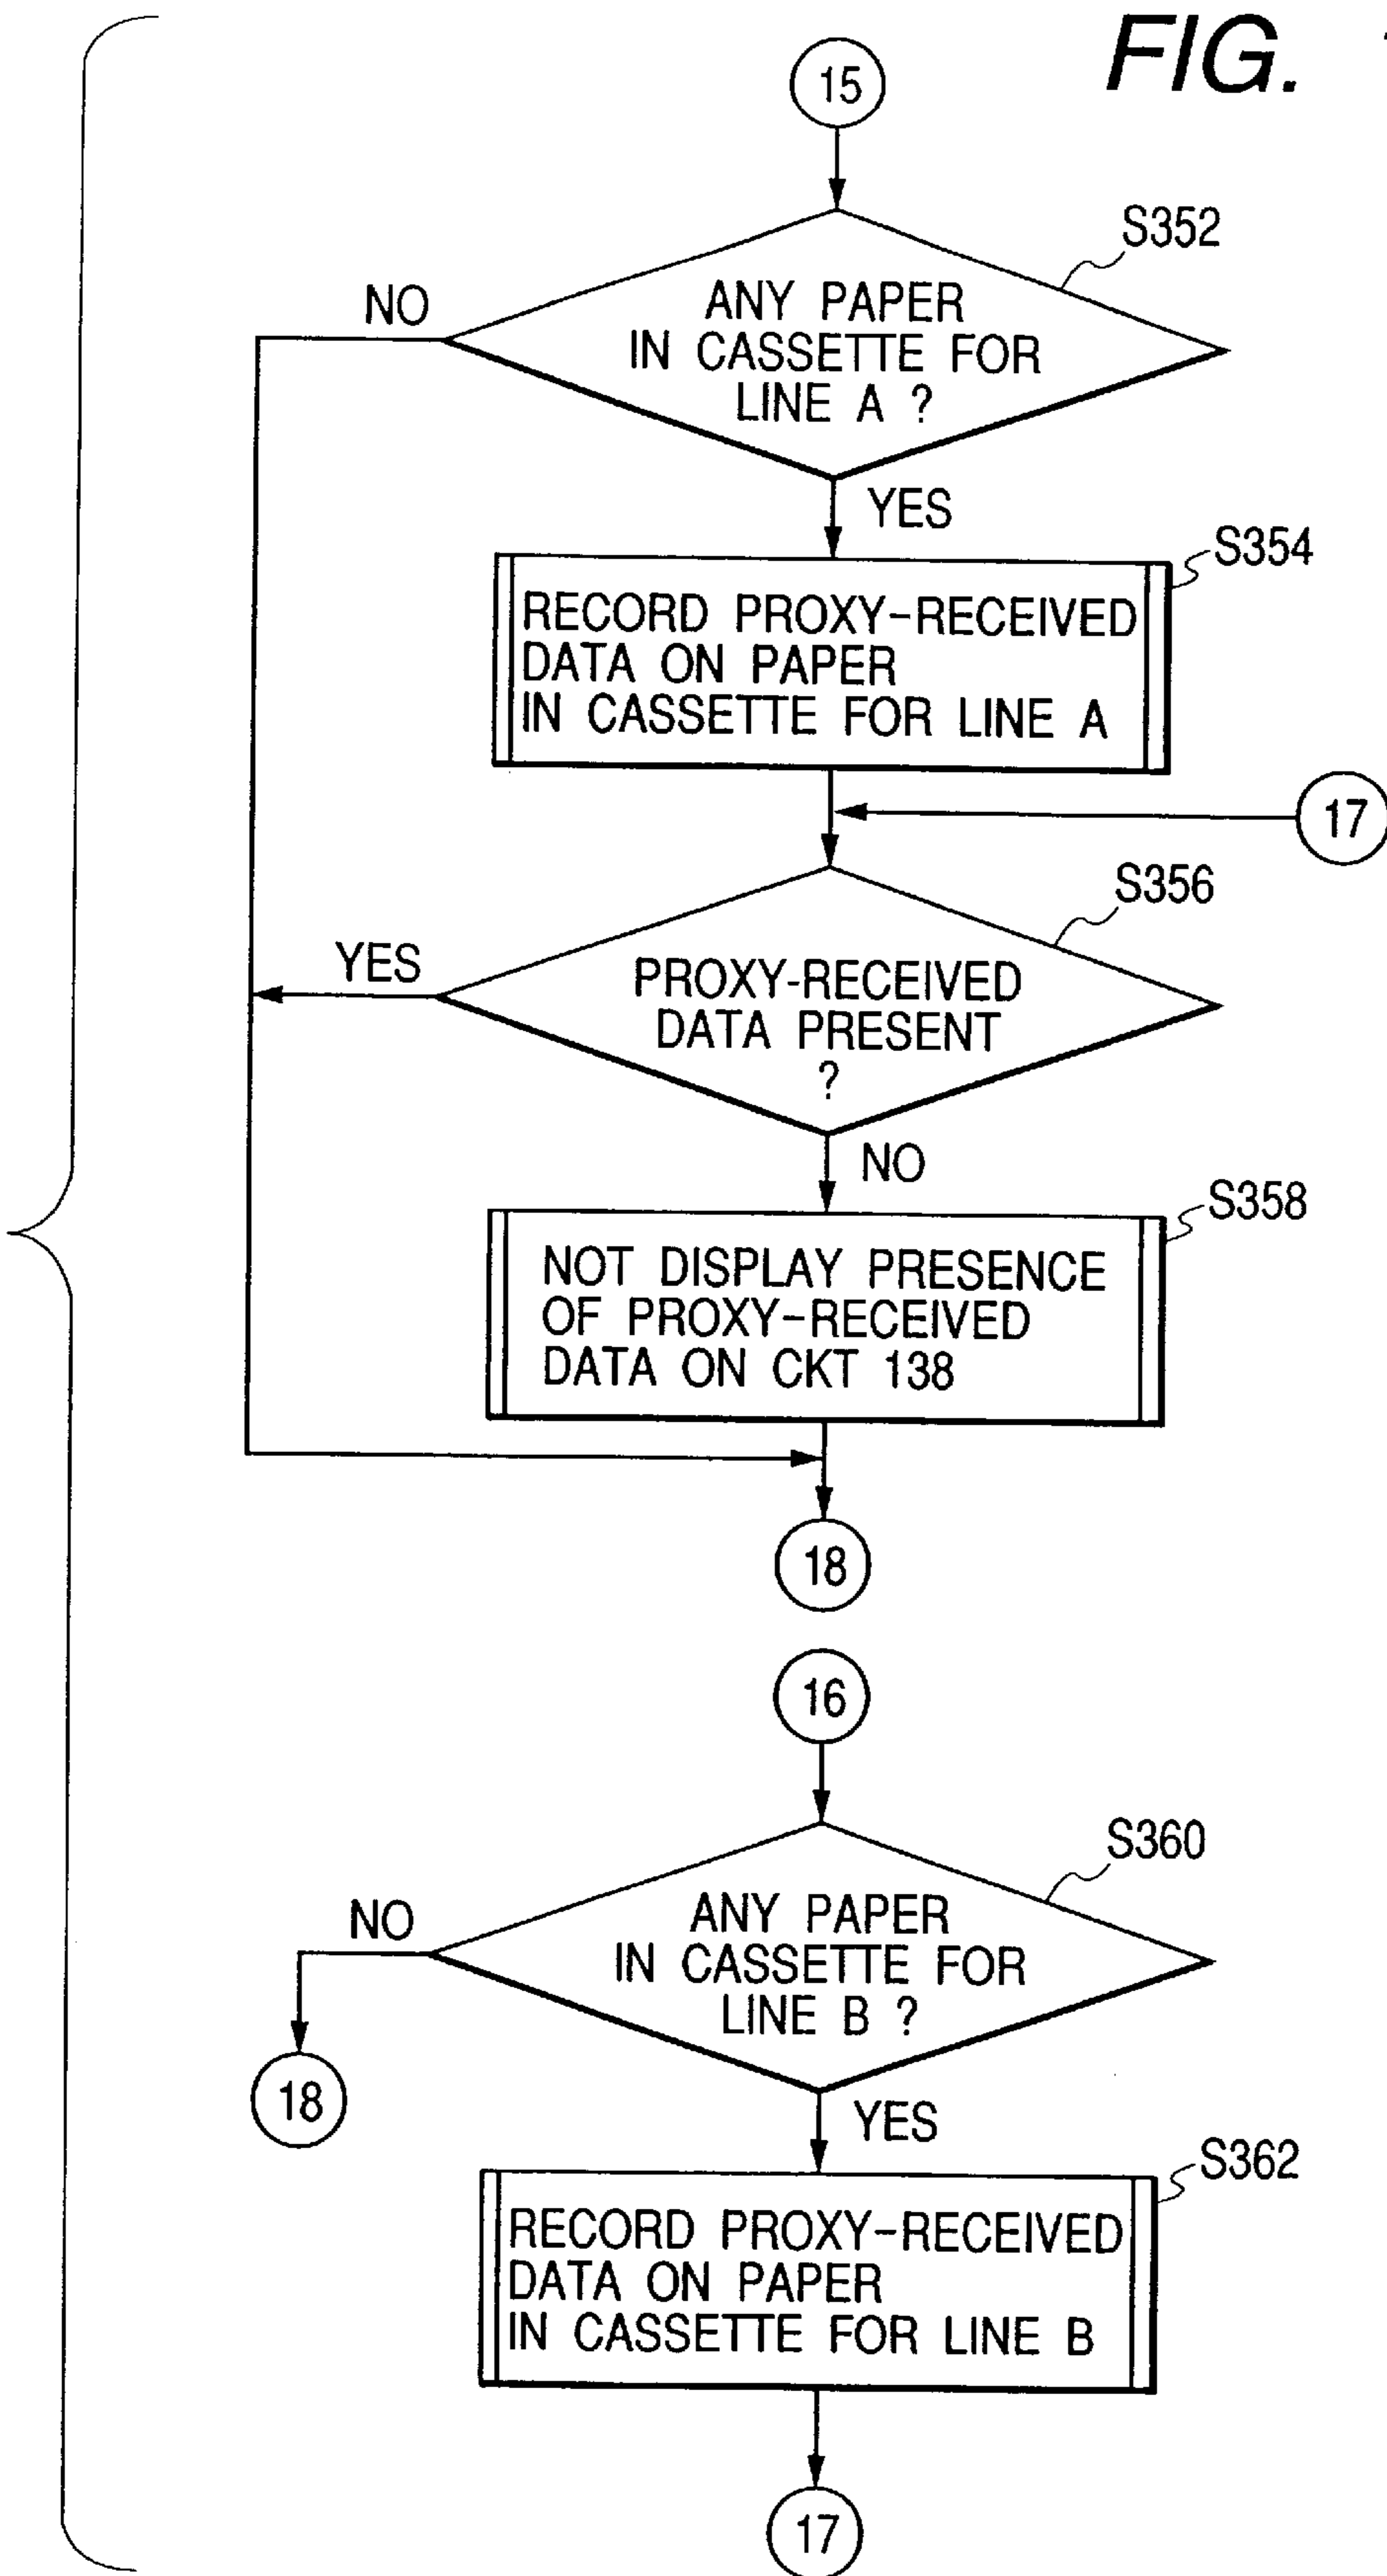 FIG.
15
S352
NO
ANY PAPER
IN CASSETTE FOR
LINE A ?
YES
S354
RECORD PROXY-RECEIVED
DATA ON PAPER
IN CASSETTE FOR LINE A
17
S356
YES
PROXY-RECEIVED
DATA PRESENT
?
NO
S358
NOT DISPLAY PRESENCE
OF PROXY-RECEIVED
DATA ON CKT 138
18
16
S360
NO
ANY PAPER
IN CASSETTE FOR
LINE B ?
18
YES
S362
RECORD PROXY-RECEIVED
DATA ON PAPER
IN CASSETTE FOR LINE B
17